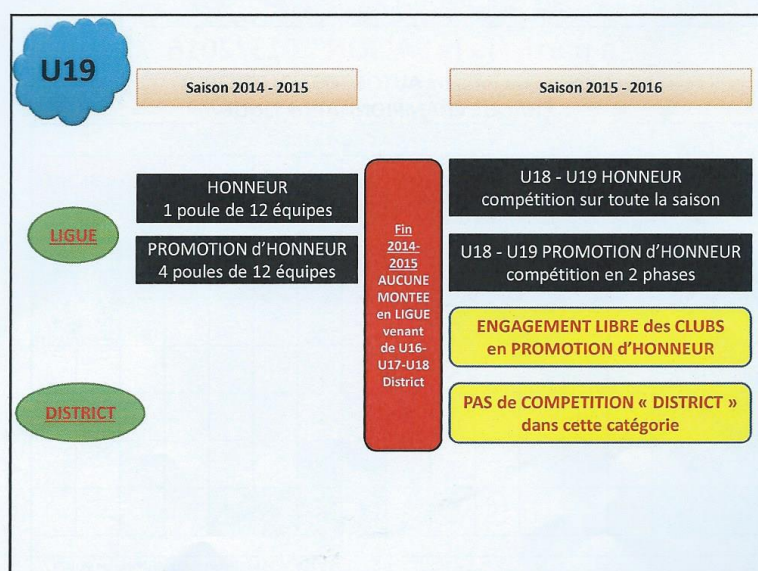 U19
Saison 2014 - 2015
Saison 2015 - 2016
LIGUE
HONNEUR
1 poule de 12 équipes
PROMOTION d'HONNEUR
4 poules de 12 équipes
Fin
2014-
2015
AUCUNE
MONTEE
en LIGUE
venant
de U16-
U17-U18
District
U18 - U19 HONNEUR
compétition sur toute la saison
U18 - U19 PROMOTION d'HONNEUR
compétition en 2 phases
ENGAGEMENT LIBRE des CLUBS
en PROMOTION d'HONNEUR
DISTRICT
PAS de COMPETITION « DISTRICT »
dans cette catégorie